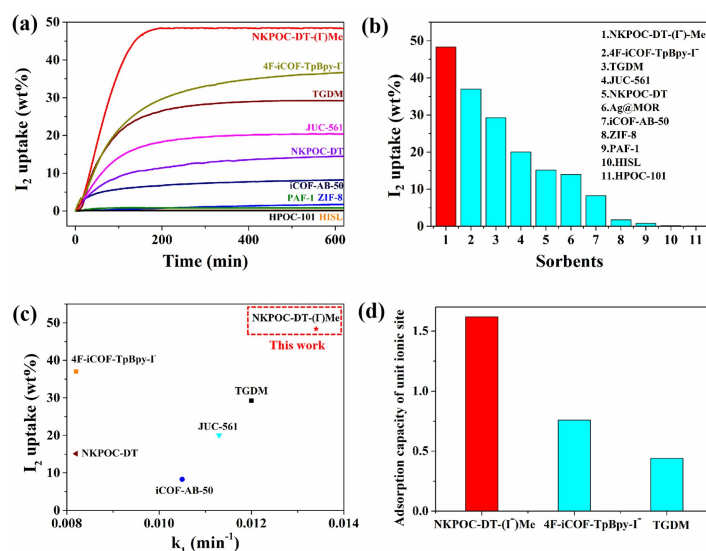 (a)
50
40
30
20
10
0
I₂ uptake (wt%)
NKPOC-DT-(I⁻)Me
4F-iCOF-TpBpy-I⁻
TGDM
JUC-561
NKPOC-DT
iCOF-AB-50
PAF-1 ZIF-8
HPOC-101 HISL
0 200 400 600
Time (min)
(b)
50
40
30
20
10
0
I₂ uptake (wt%)
1.NKPOC-DT-(I⁻)-Me
2.4F-iCOF-TpBpy-I⁻
3.TGDM
4.JUC-561
5.NKPOC-DT
6.Ag@MOR
7.iCOF-AB-50
8.ZIF-8
9.PAF-1
10.HISL
11.HPOC-101
1 2 3 4 5 6 7 8 9 10 11
Sorbents
(c)
60
50
40
30
20
10
0
I₂ uptake (wt%)
NKPOC-DT-(I⁻)Me
This work
4F-iCOF-TpBpy-I⁻
TGDM
JUC-561
NKPOC-DT
iCOF-AB-50
0.008 0.010 0.012 0.014
k₁ (min⁻¹)
(d)
1.5
1.0
0.5
0.0
Adsorption capacity of unit ionic site
NKPOC-DT-(I⁻)Me 4F-iCOF-TpBpy-I⁻ TGDM